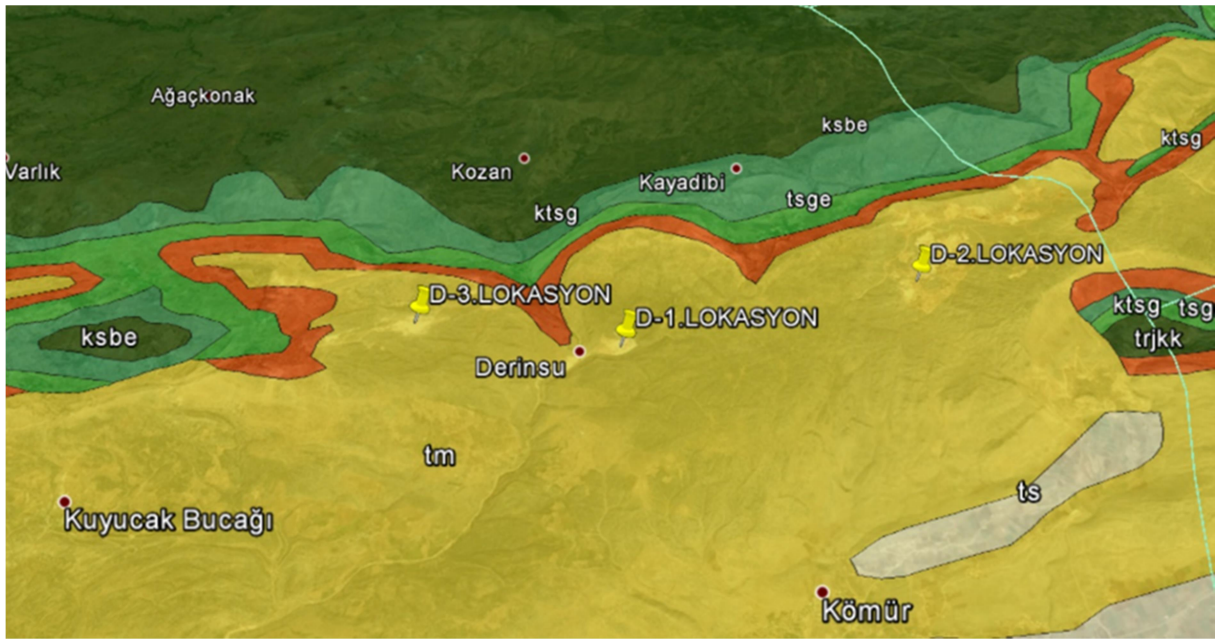 Ağaçkonak
ksbe
ktsg
Varlık
Kozan
Kayadibi
tsge
ktsg
D-2.LOKASYON
D-3.LOKASYON
ktsg
tsg
D-1.LOKASYON
ksbe
trjkk
Derinsu
tm
ts
Kuyucak Bucağı
Kömür